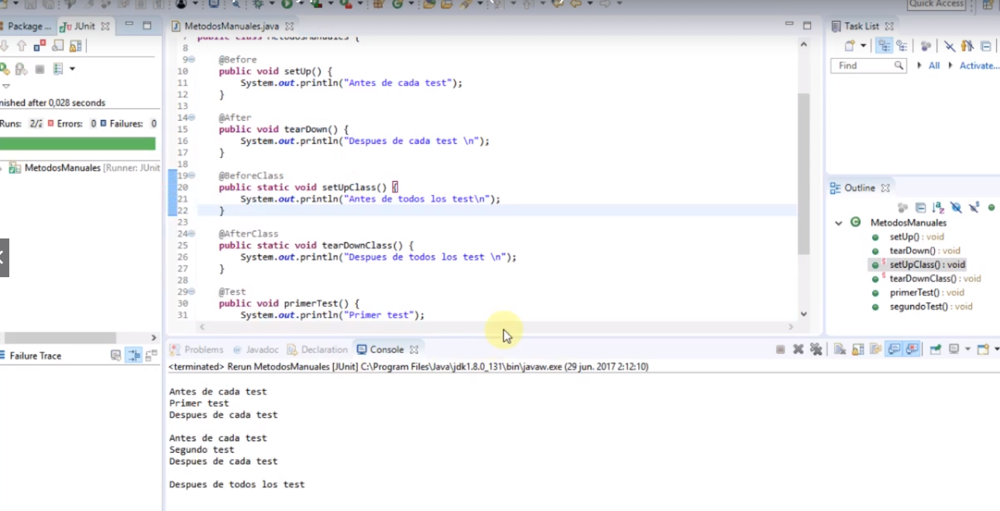 Quick Access
Package ...
JUnit
MetodosManuales.java
Task List
Find
All
Activate...
nished after 0,028 seconds
Runs: 2/2 Errors: 0 Failures: 0
MetodosManuales [Runner: JUnit
Failure Trace
7 public class MetodosManuales {
8
9 @Before
10 public void setUp() {
11 System.out.println("Antes de cada test");
12 }
13
14 @After
15 public void tearDown() {
16 System.out.println("Despues de cada test \n");
17 }
18
19 @BeforeClass
20 public static void setUpClass() {
21 System.out.println("Antes de todos los test\n");
22 }
23
24 @AfterClass
25 public static void tearDownClass() {
26 System.out.println("Despues de todos los test \n");
27 }
28
29 @Test
30 public void primerTest() {
31 System.out.println("Primer test");
Outline
MetodosManuales
setUp() : void
tearDown() : void
setUpClass() : void
tearDownClass() : void
primerTest() : void
segundoTest() : void
Problems @ Javadoc Declaration Console
<terminated> Rerun MetodosManuales [JUnit] C:\Program Files\Java\jdk1.8.0_131\bin\javaw.exe (29 jun. 2017 2:12:10)
Antes de cada test
Primer test
Despues de cada test
Antes de cada test
Segundo test
Despues de cada test
Despues de todos los test